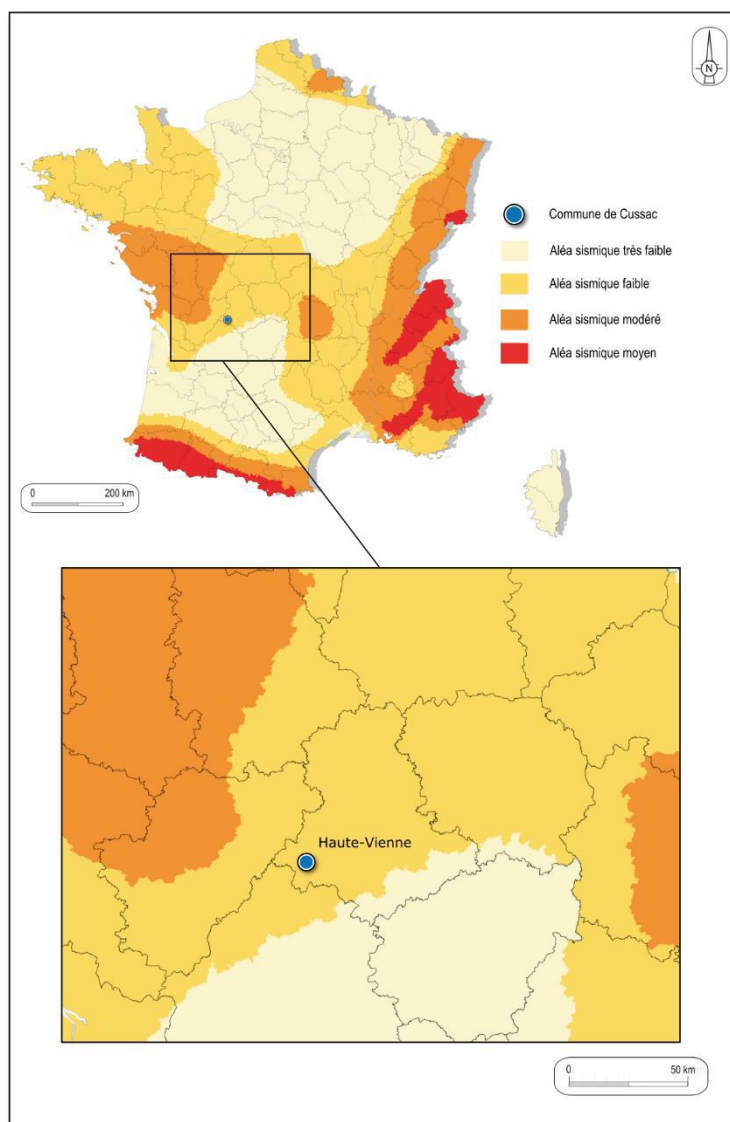 N
Commune de Cussac
Aléa sismique très faible
Aléa sismique faible
Aléa sismique modéré
Aléa sismique moyen
0 200 km
Haute-Vienne
0 50 km